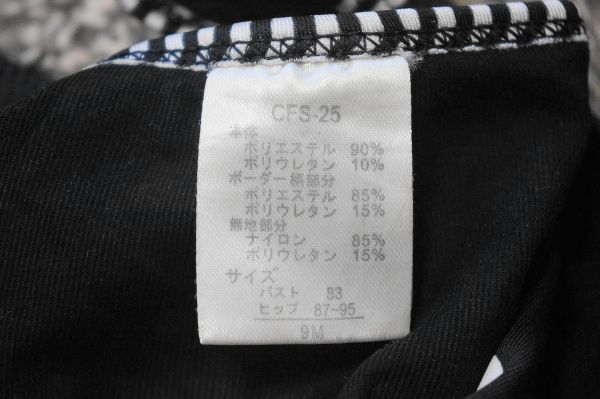 CFS-25
本体
ポリエステル 90%
ポリウレタン 10%
ボーダー柄部分
ポリエステル 85%
ポリウレタン 15%
無地部分
ナイロン 85%
ポリウレタン 15%
サイズ
バスト 83
ヒップ 87-95
9M